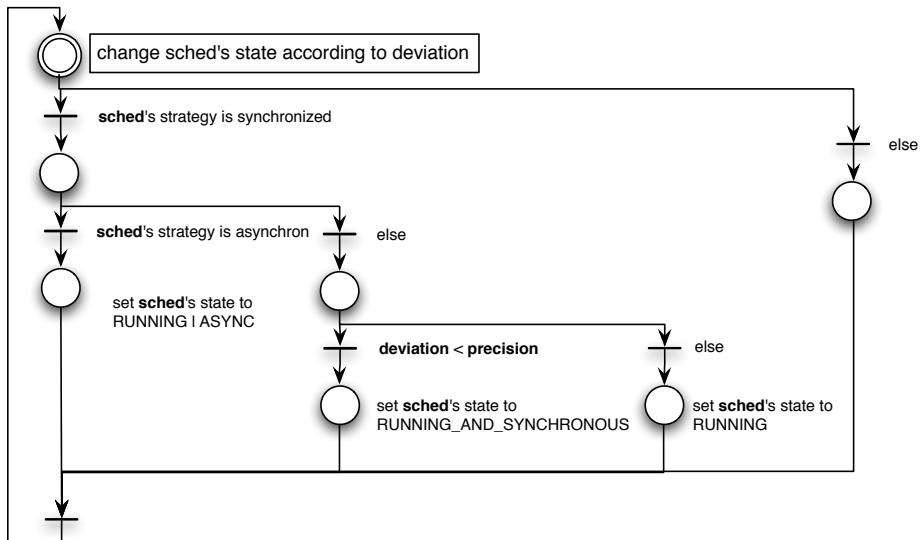 change sched's state according to deviation
sched's strategy is synchronized
else
sched's strategy is asynchron
else
set sched's state to
RUNNING | ASYNC
deviation < precision
else
set sched's state to
RUNNING_AND_SYNCHRONOUS
set sched's state to
RUNNING